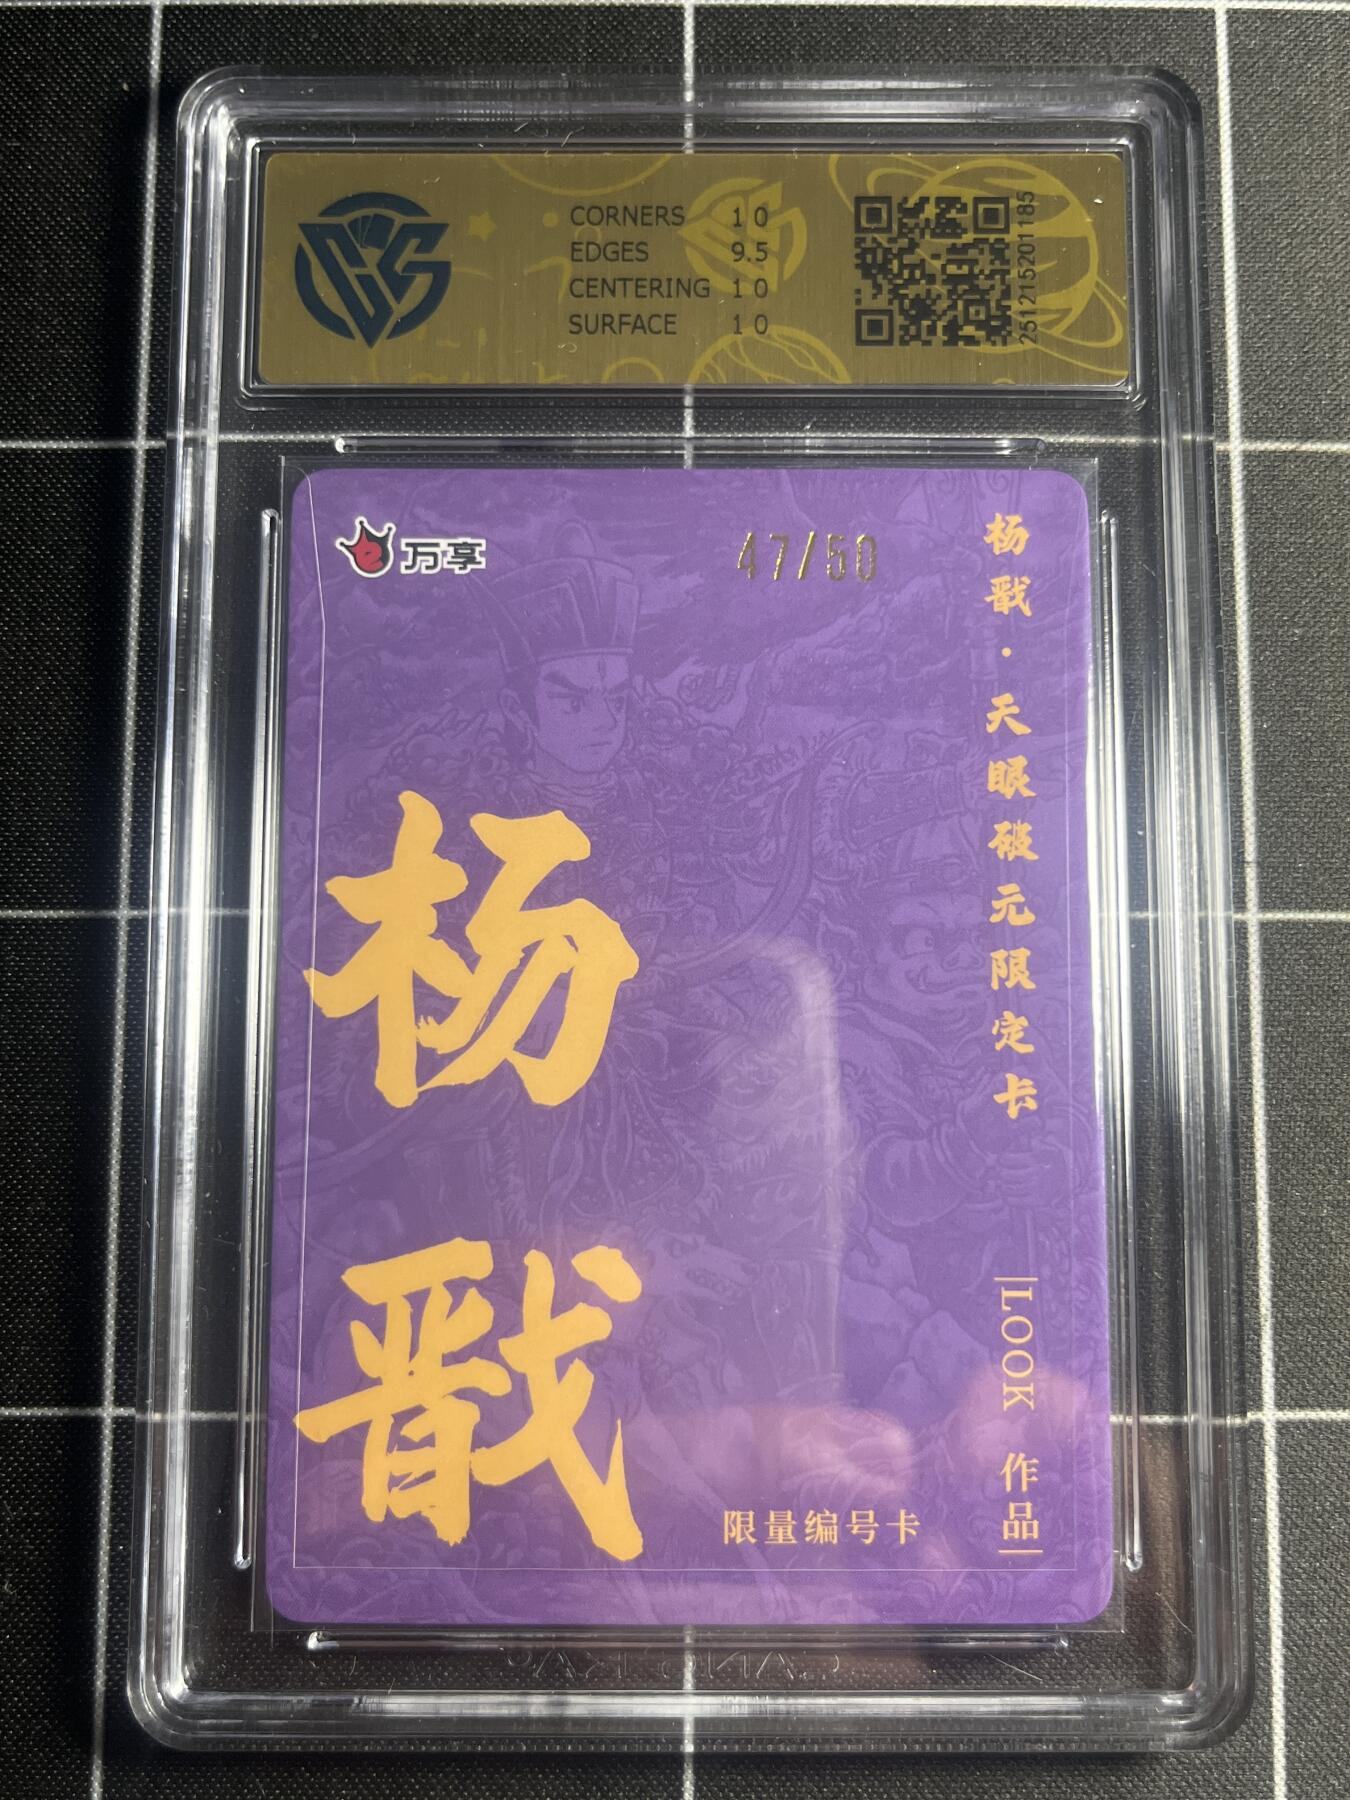 CORNERS 10
EDGES 9.5
CENTERING 10
SURFACE 10
251215201185
万享
47/50
杨戬·天眼破元限定卡
杨戬
限量编号卡
LOOK 作品